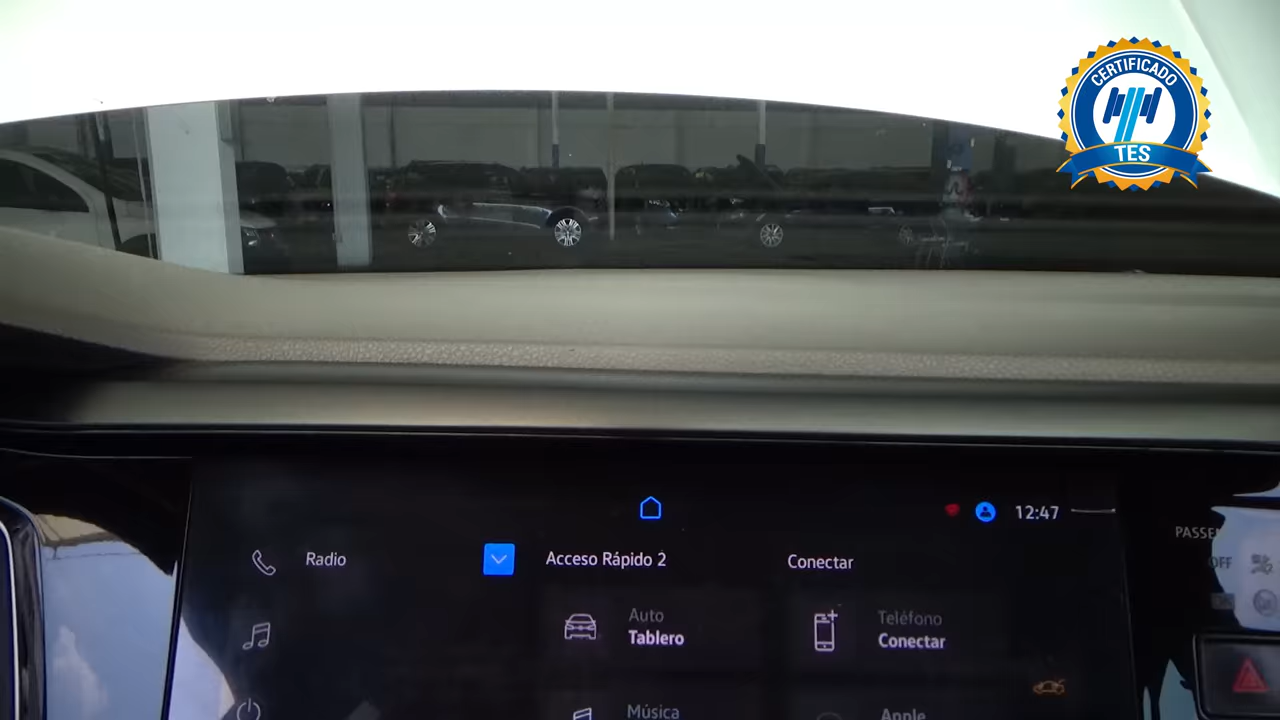 CERTIFICADO
TES
12:47
PASSE
OFF
Radio
Acceso Rápido 2
Conectar
Auto
Tablero
Teléfono
Conectar
Música
Apple